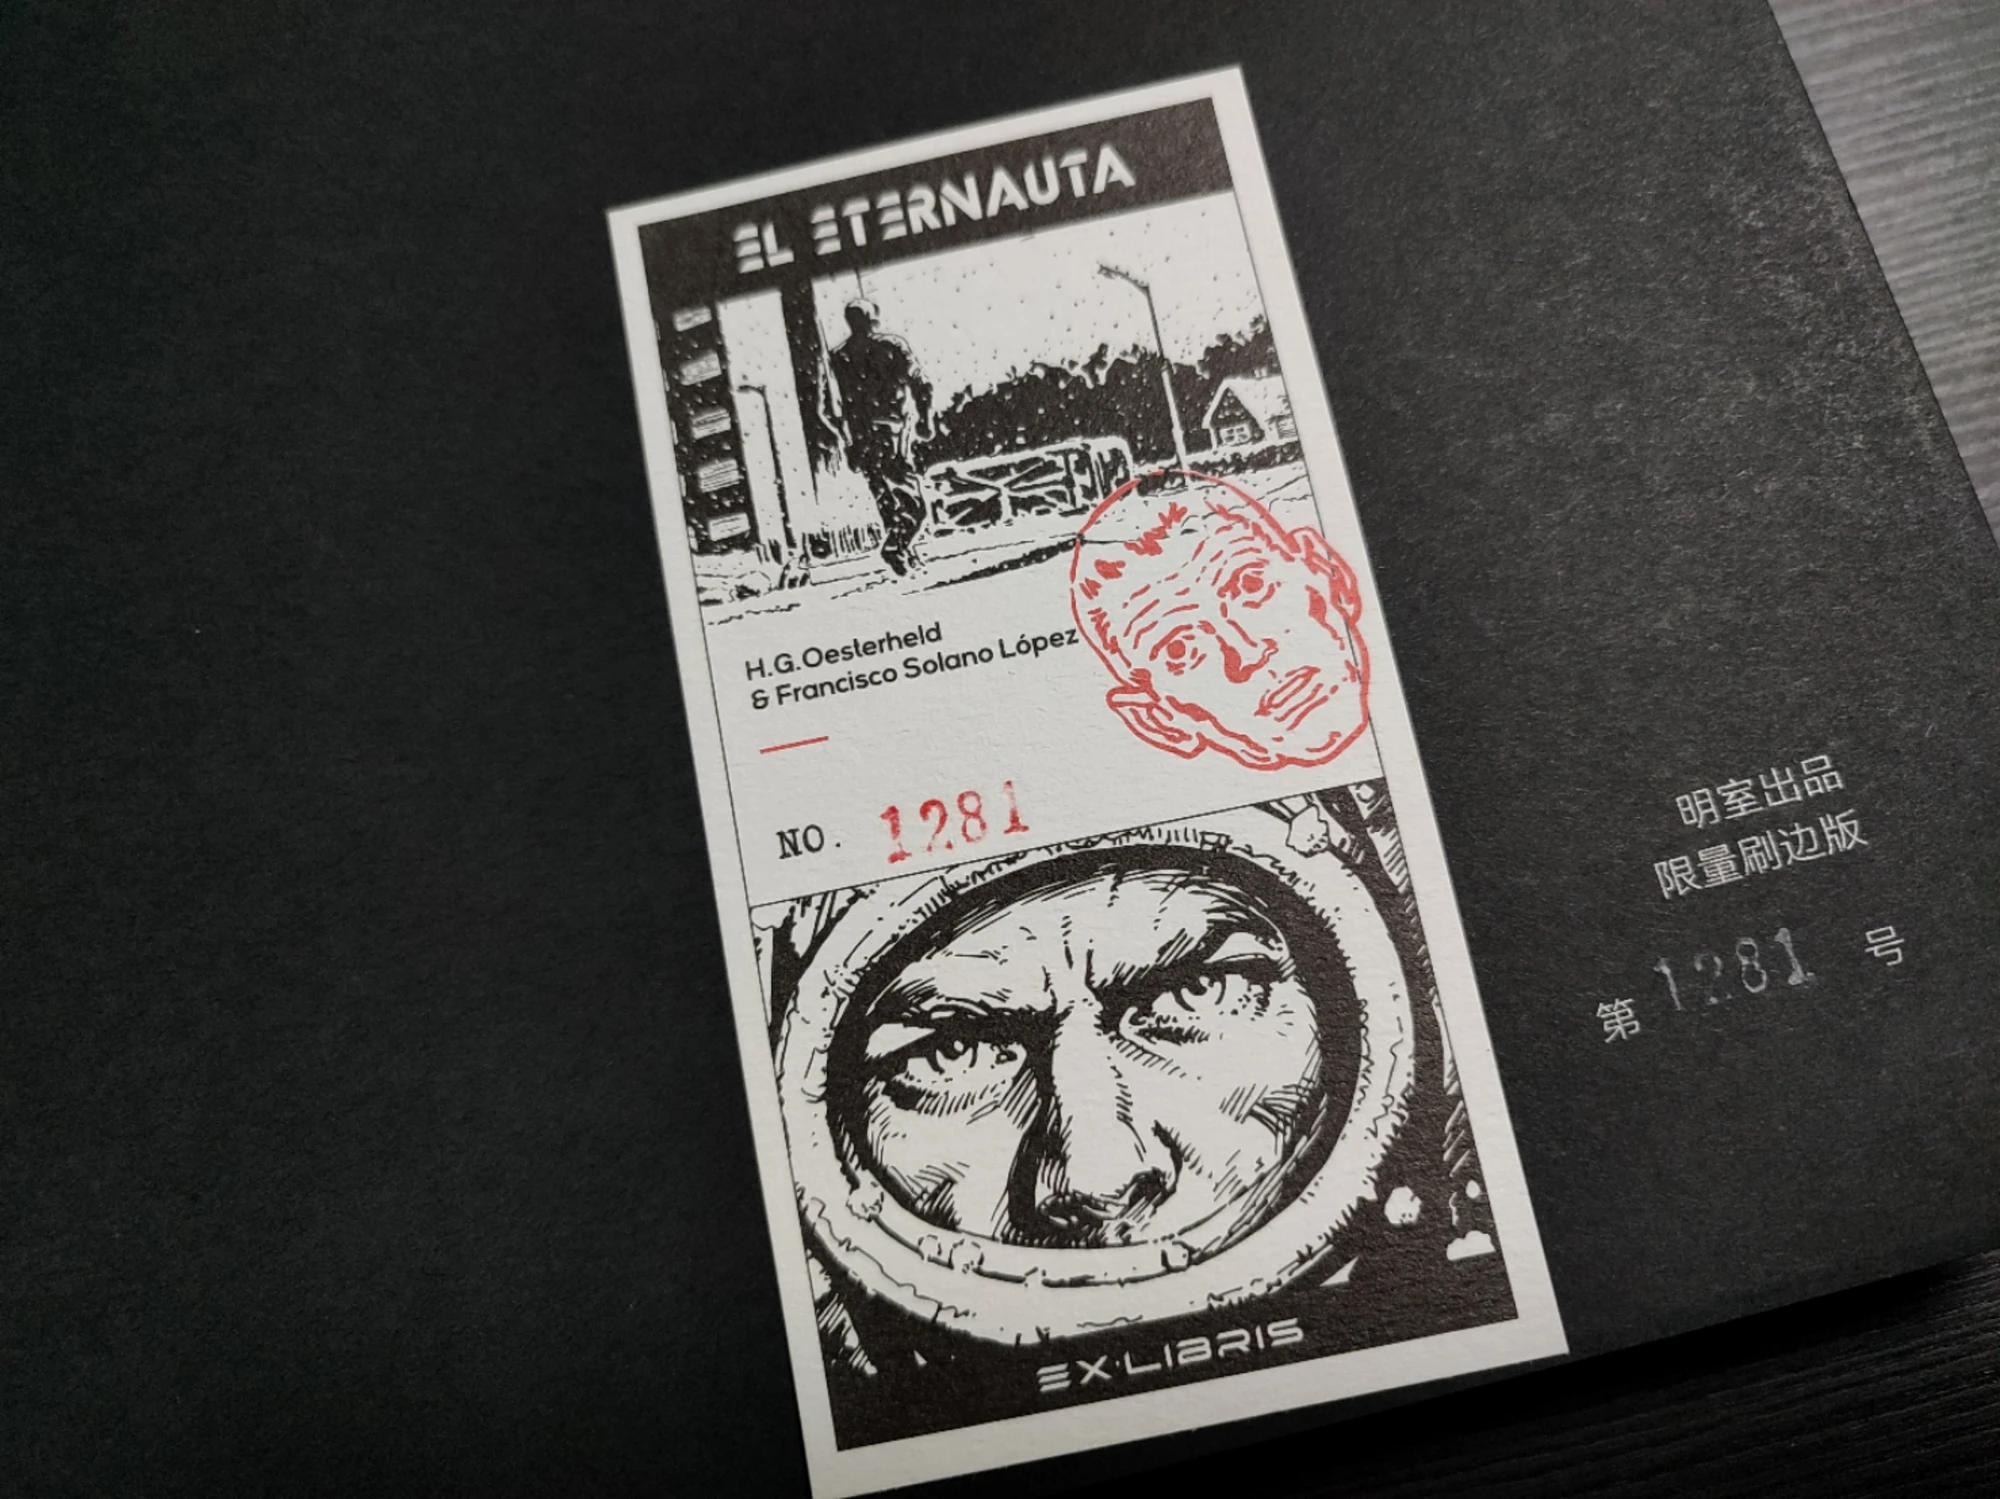 EL ETERNAUTA
H.G.Oesterheld
& Francisco Solano López
NO. 1281
EX·LIBRIS
明室出品
限量刷边版
第 1281 号